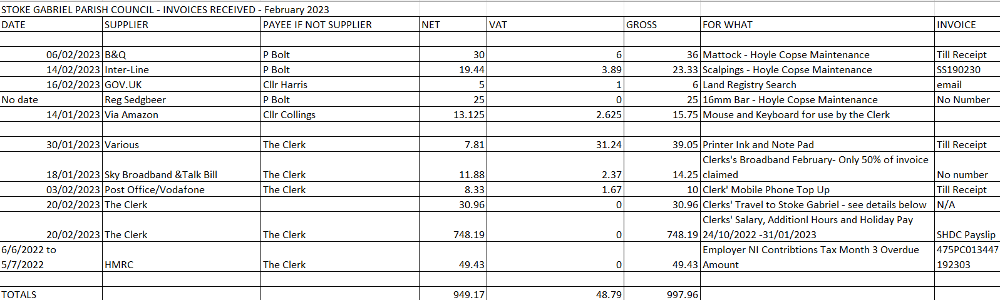 STOKE GABRIEL PARISH COUNCIL - INVOICES RECEIVED - February 2023
DATE SUPPLIER PAYEE IF NOT SUPPLIER NET VAT GROSS FOR WHAT INVOICE
06/02/2023 B&Q P Bolt 30 6 36 Mattock - Hoyle Copse Maintenance Till Receipt
14/02/2023 Inter-Line P Bolt 19.44 3.89 23.33 Scalpings - Hoyle Copse Maintenance SS190230
16/02/2023 GOV.UK Cllr Harris 5 1 6 Land Registry Search email
No date Reg Sedgbeer P Bolt 25 0 25 16mm Bar - Hoyle Copse Maintenance No Number
14/01/2023 Via Amazon Cllr Collings 13.125 2.625 15.75 Mouse and Keyboard for use by the Clerk
30/01/2023 Various The Clerk 7.81 31.24 39.05 Printer Ink and Note Pad Till Receipt
Clerks's Broadband February- Only 50% of invoice
18/01/2023 Sky Broadband &Talk Bill The Clerk 11.88 2.37 14.25 claimed No number
03/02/2023 Post Office/Vodafone The Clerk 8.33 1.67 10 Clerk' Mobile Phone Top Up Till Receipt
20/02/2023 The Clerk 30.96 0 30.96 Clerks' Travel to Stoke Gabriel - see details below N/A
Clerks' Salary, Additionl Hours and Holiday Pay
20/02/2023 The Clerk The Clerk 748.19 0 748.19 24/10/2022 -31/01/2023 SHDC Payslip
6/6/2022 to Employer NI Contribtions Tax Month 3 Overdue 475PC013447
5/7/2022 HMRC The Clerk 49.43 0 49.43 Amount 192303
TOTALS 949.17 48.79 997.96